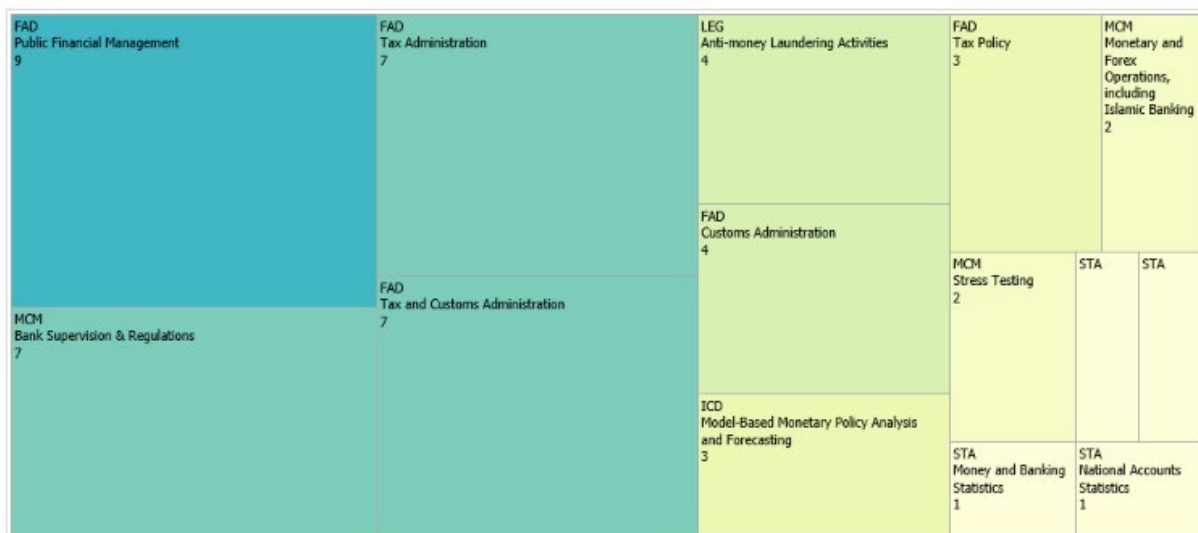 FAD
Public Financial Management
9
MCM
Bank Supervision & Regulations
7
FAD
Tax Administration
7
FAD
Tax and Customs Administration
7
LEG
Anti-money Laundering Activities
4
FAD
Customs Administration
4
ICD
Model-Based Monetary Policy Analysis
and Forecasting
3
FAD
Tax Policy
3
MCM
Monetary and
Forex
Operations,
including
Islamic Banking
2
MCM
Stress Testing
2
STA
STA
STA
Money and Banking
Statistics
1
STA
National Accounts
Statistics
1